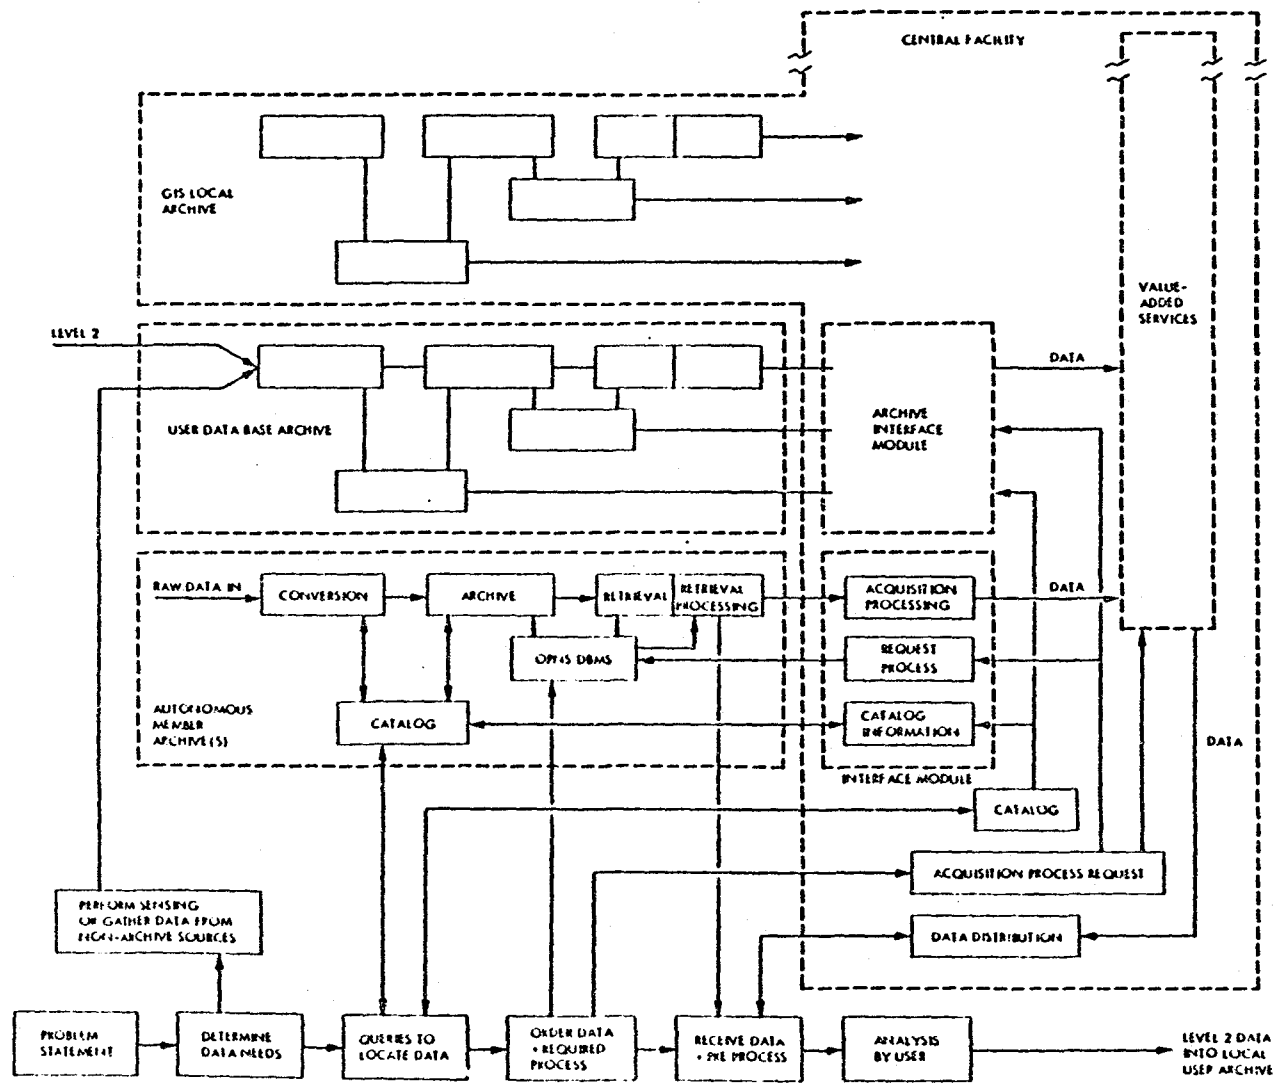 CENTRAL FACILITY
GIS LOCAL
ARCHIVE
VALUE-
ADDED
SERVICES
LEVEL 2
DATA
USER DATA BASE ARCHIVE
ARCHIVE
INTERFACE
MODULE
RAW DATA IN
CONVERSION
ARCHIVE
RETRIEVAL
RETRIEVAL
PROCESSING
ACQUISITION
PROCESSING
DATA
OPNS DBMS
REQUEST
PROCESS
AUTONOMOUS
MEMBER
ARCHIVE(S)
CATALOG
CATALOG
INFORMATION
DATA
INTERFACE MODULE
CATALOG
ACQUISITION PROCESS REQUEST
PERFORM SENSING
OR GATHER DATA FROM
NON-ARCHIVE SOURCES
DATA DISTRIBUTION
PROBLEM
STATEMENT
DETERMINE
DATA NEEDS
QUERIES TO
LOCATE DATA
ORDER DATA
+ REQUIRED
PROCESS
RECEIVE DATA
+ PRE PROCESS
ANALYSIS
BY USER
LEVEL 2 DATA
INTO LOCAL
USER ARCHIVE